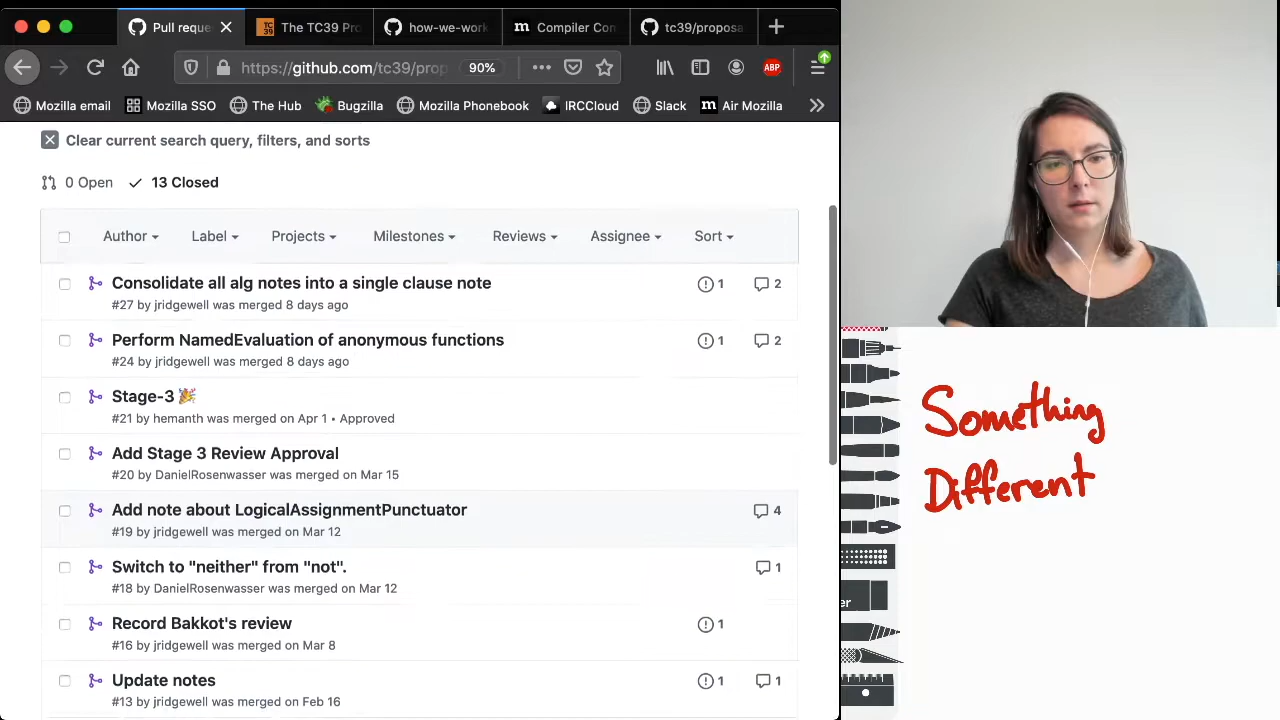 Pull reque
The TC39 Pro
how-we-work
Compiler Con
tc39/proposa
https://github.com/tc39/prop
90%
ABP
Mozilla email
Mozilla SSO
The Hub
Bugzilla
Mozilla Phonebook
IRCCloud
Slack
Air Mozilla
Clear current search query, filters, and sorts
0 Open
13 Closed
Author
Label
Projects
Milestones
Reviews
Assignee
Sort
Consolidate all alg notes into a single clause note
1
2
#27 by jridgewell was merged 8 days ago
Perform NamedEvaluation of anonymous functions
1
2
#24 by jridgewell was merged 8 days ago
Stage-3 🎉
#21 by hemanth was merged on Apr 1 • Approved
Add Stage 3 Review Approval
#20 by DanielRosenwasser was merged on Mar 15
Add note about LogicalAssignmentPunctuator
4
#19 by jridgewell was merged on Mar 12
Switch to "neither" from "not".
1
#18 by DanielRosenwasser was merged on Mar 12
Record Bakkot's review
1
#16 by jridgewell was merged on Mar 8
Update notes
1
1
#13 by jridgewell was merged on Feb 16
Something
Different
er